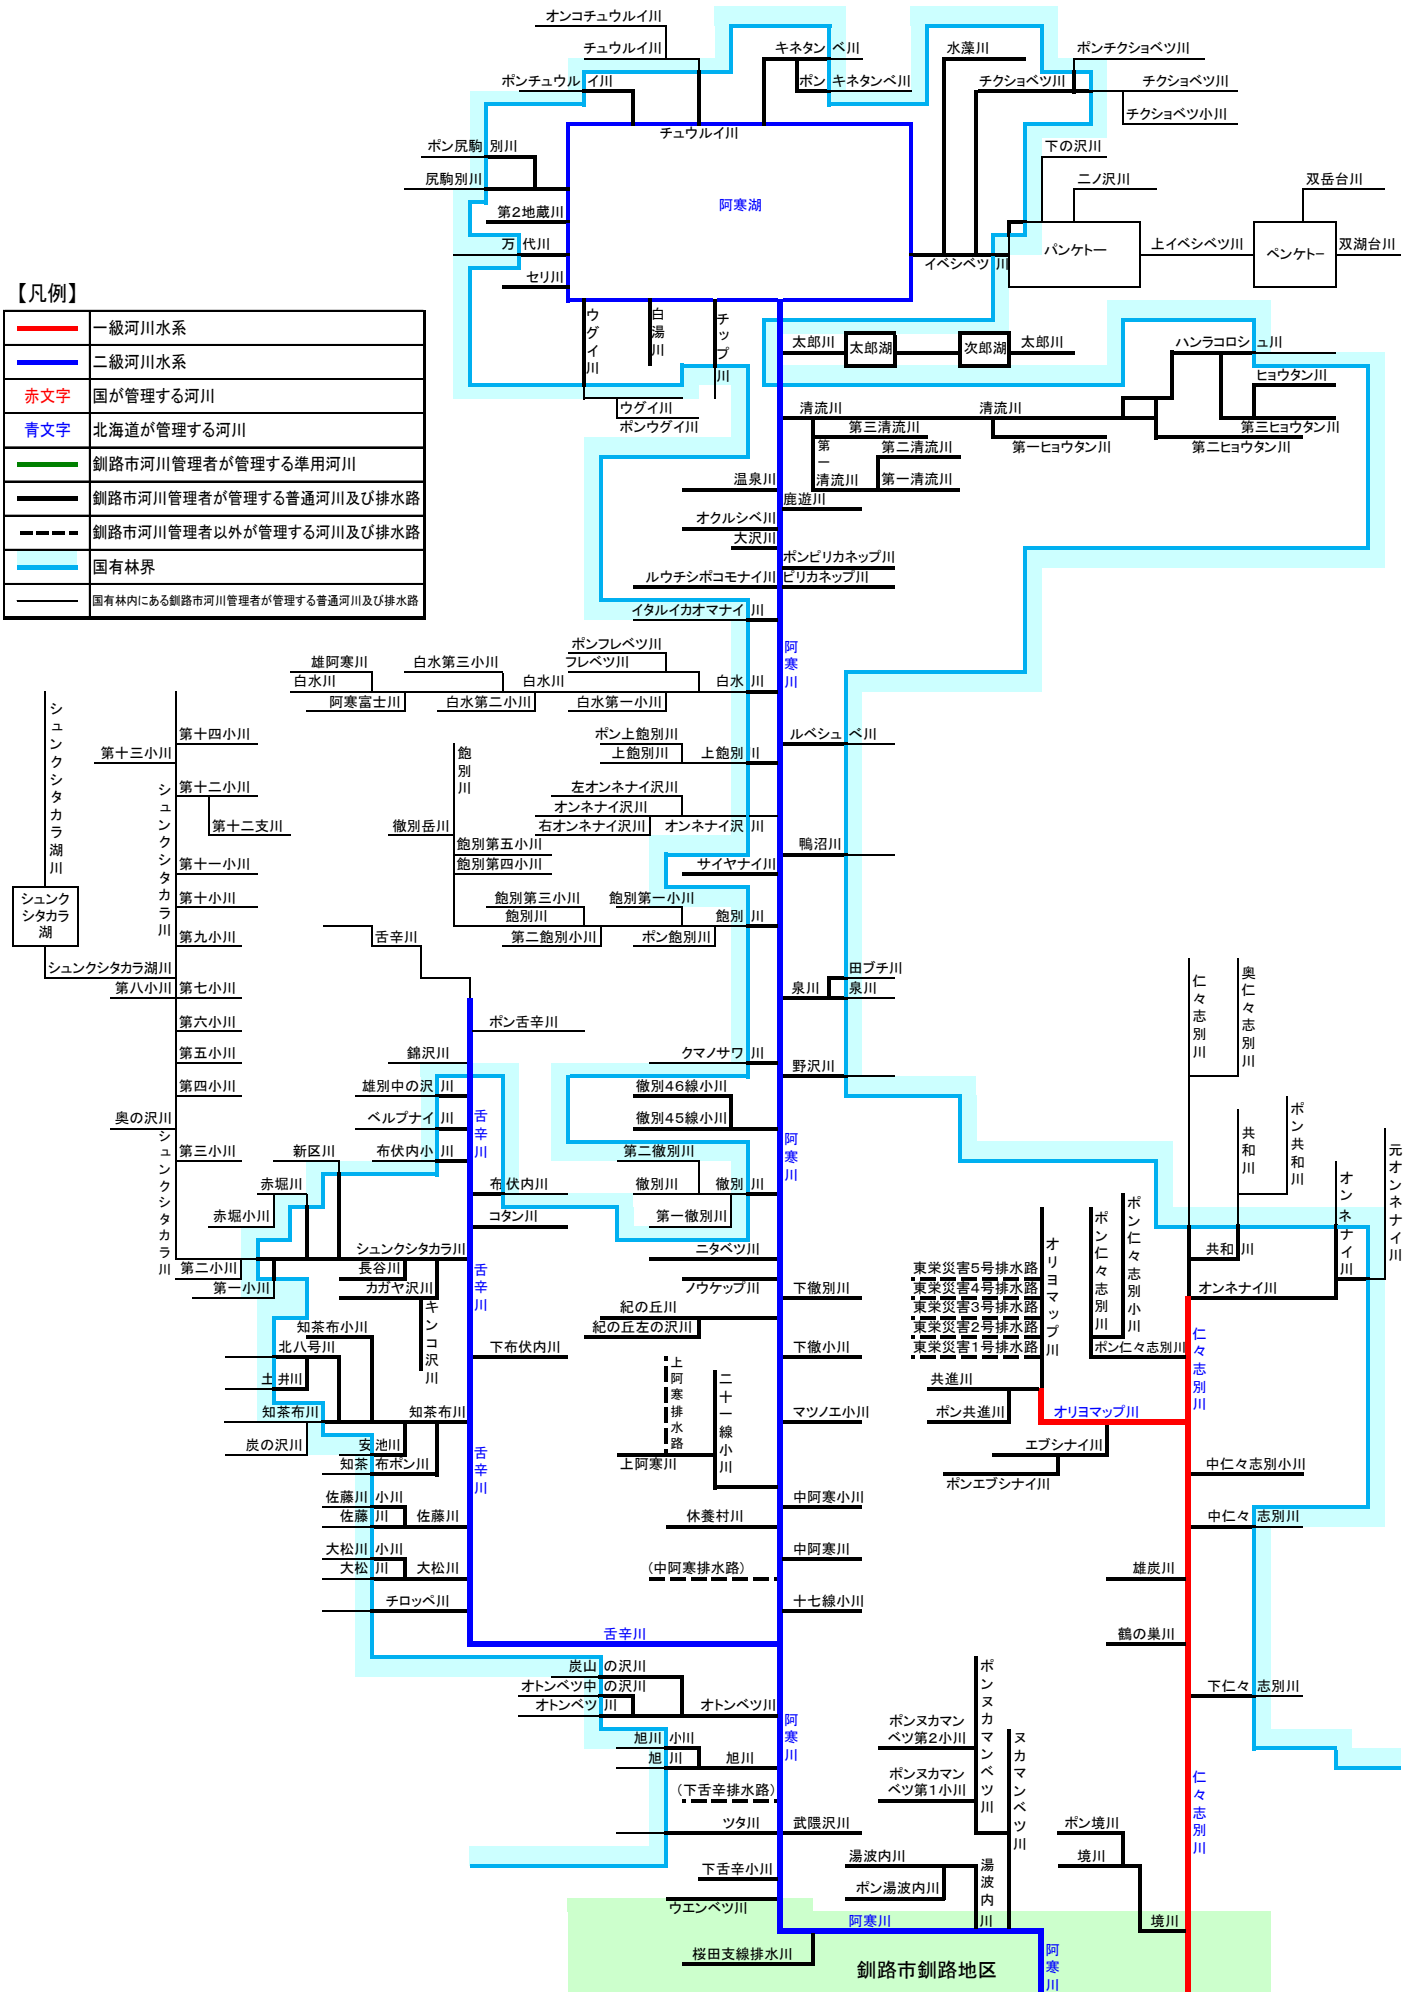 オンコチュウルイ川
チュウルイ川
キネタン ベ川
水藻川
ポンチクショベツ川
ポンチュウル イ川
ポン キネタンベ川
チクショベツ川
チクショベツ川
チクショベツ小川
チュウルイ川
ポン尻駒 別川
下の沢川
尻駒別川
二ノ沢川
双岳台川
第2地蔵川
阿寒湖
万 代川
パンケトー
上イベシベツ川
ペンケトー
双湖台川
イベシベツ 川
セリ川
【凡例】
一級河川水系
二級河川水系
赤文字
国が管理する河川
青文字
北海道が管理する河川
釧路市河川管理者が管理する準用河川
釧路市河川管理者が管理する普通河川及び排水路
釧路市河川管理者以外が管理する河川及び排水路
国有林界
国有林内にある釧路市河川管理者が管理する普通河川及び排水路
ウグイ川
白湯川
チップ川
太郎川
太郎湖
次郎湖
太郎川
ハンラコロシ ュ川
ヒョウタン川
ウグイ川
ポンウグイ川
清流川
清流川
第三清流川
第一清流川
第二清流川
第一清流川
第一ヒョウタン川
第三ヒョウタン川
第二ヒョウタン川
温泉川
鹿遊川
オクルシベ川
大沢川
ポンピリカネップ川
ルウチシポコモナイ川
ピリカネップ川
イタルイカオマナイ 川
阿寒川
ポンフレベツ川
フレベツ川
雄阿寒川
白水第三小川
白水川
白水川
白水 川
阿寒富士川
白水第二小川
白水第一小川
シュンクシタカラ湖川
第十四小川
第十三小川
シュンクシタカラ川
第十二小川
第十二支川
第十一小川
第十小川
第九小川
シュンク
シタカラ
湖
シュンクシタカラ湖川
第八小川
第七小川
第六小川
第五小川
第四小川
奥の沢川
シュンクシタカラ川
第三小川
第二小川
第一小川
ポン上飽別川
上飽別川
上飽別 川
ルベシュ ベ川
飽別川
左オンネナイ沢川
オンネナイ沢川
右オンネナイ沢川
オンネナイ沢 川
徹別岳川
飽別第五小川
飽別第四小川
鴨沼川
サイヤナイ川
飽別第三小川
飽別第一小川
飽別川
飽別 川
第二飽別小川
ポン飽別川
舌辛川
田ブチ川
泉川
泉川
ポン舌辛川
錦沢川
クマノサワ 川
野沢川
雄別中の沢 川
徹別46線小川
ベルプナイ 川
舌辛川
徹別45線小川
阿寒川
新区川
布伏内小 川
第二徹別川
赤堀川
布伏内川
徹別川
徹別 川
赤堀小川
コタン川
第一徹別川
シュンクシタカラ川
ニタベツ川
長谷川
舌辛川
カガヤ沢川
ノウケップ川
下徹別川
キンコ沢川
紀の丘川
紀の丘左の沢川
知茶布小川
北八号川
下布伏内川
下徹小川
土 井川
上阿寒排水路
二十一線小川
知茶布川
知茶布川
マツノエ小川
炭の沢川
安 池川
舌辛川
上阿寒川
知茶 布ポン川
佐藤川 小川
佐藤 川
佐藤川
中阿寒小川
休養村川
大松川 小川
大松 川
大松川
(中阿寒排水路)
中阿寒川
チロッペ川
十七線小川
舌辛川
仁々志別川
奥仁々志別川
共和川
ポン共和川
オンネナイ川
元オンネナイ川
共和 川
オンネナイ川
オリヨマップ川
ポン仁々志別川
ポン仁々志別小川
東栄災害5号排水路
東栄災害4号排水路
東栄災害3号排水路
東栄災害2号排水路
東栄災害1号排水路
ポン仁々志別川
仁々志別川
共進川
ポン共進川
オリヨマップ川
エブシナイ川
ポンエブシナイ川
中仁々志別小川
中仁々 志別川
雄炭川
鶴の巣川
下仁々 志別川
仁々志別川
炭山 の沢川
オトンベツ中 の沢川
オトンベツ 川
オトンベツ川
阿寒川
旭川 小川
旭 川
旭川
(下舌辛排水路)
ツタ川
武隈沢川
下舌辛小川
ウエンベツ川
ポンヌカマン
ベツ第2小川
ポンヌカマン
ベツ第1小川
ポンヌカマンベツ川
ヌカマンベツ川
湯波内川
ポン湯波内川
湯波内川
ポン境川
境川
境川
阿寒川
桜田支線排水川
釧路市釧路地区
阿寒川